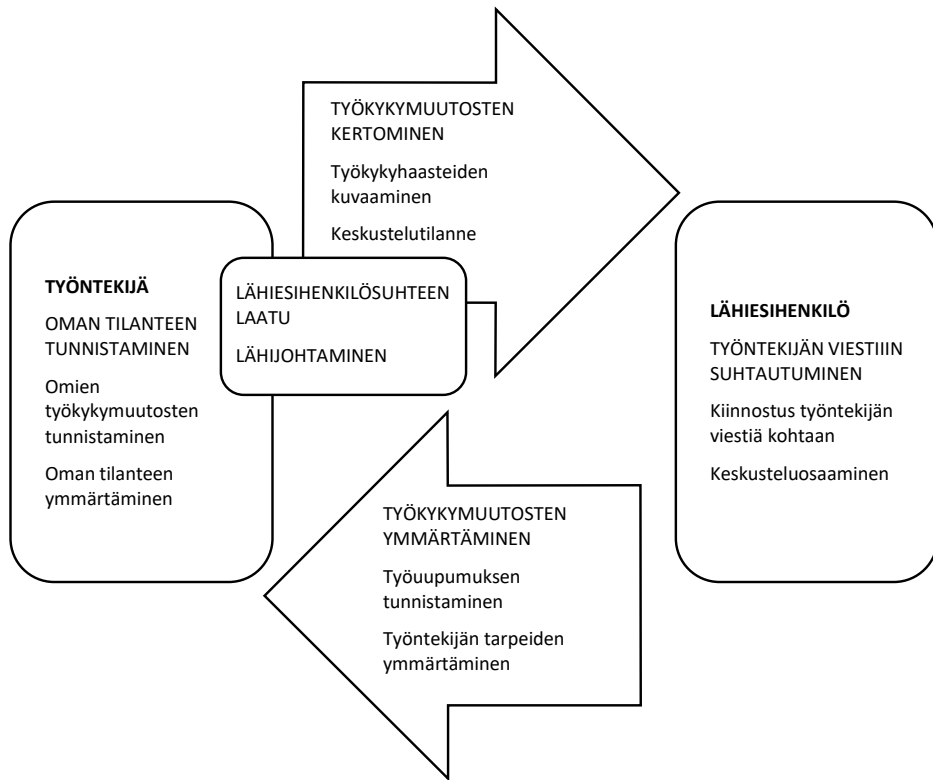 TYÖKYKYMUUTOSTEN
KERTOMINEN
Työkykyhaasteiden
kuvaaminen
Keskustelutilanne
TYÖNTEKIJÄ
OMAN TILANTEEN
TUNNISTAMINEN
Omien
työkykymuutosten
tunnistaminen
Oman tilanteen
ymmärtäminen
LÄHIESIHENKILÖSUHTEEN
LAATU
LÄHIJOHTAMINEN
LÄHIESIHENKILÖ
TYÖNTEKIJÄN VIESTIIIN
SUHTAUTUMINEN
Kiinnostus työntekijän
viestiä kohtaan
Keskusteluosaaminen
TYÖKYKYMUUTOSTEN
YMMÄRTÄMINEN
Työuupumuksen
tunnistaminen
Työntekijän tarpeiden
ymmärtäminen